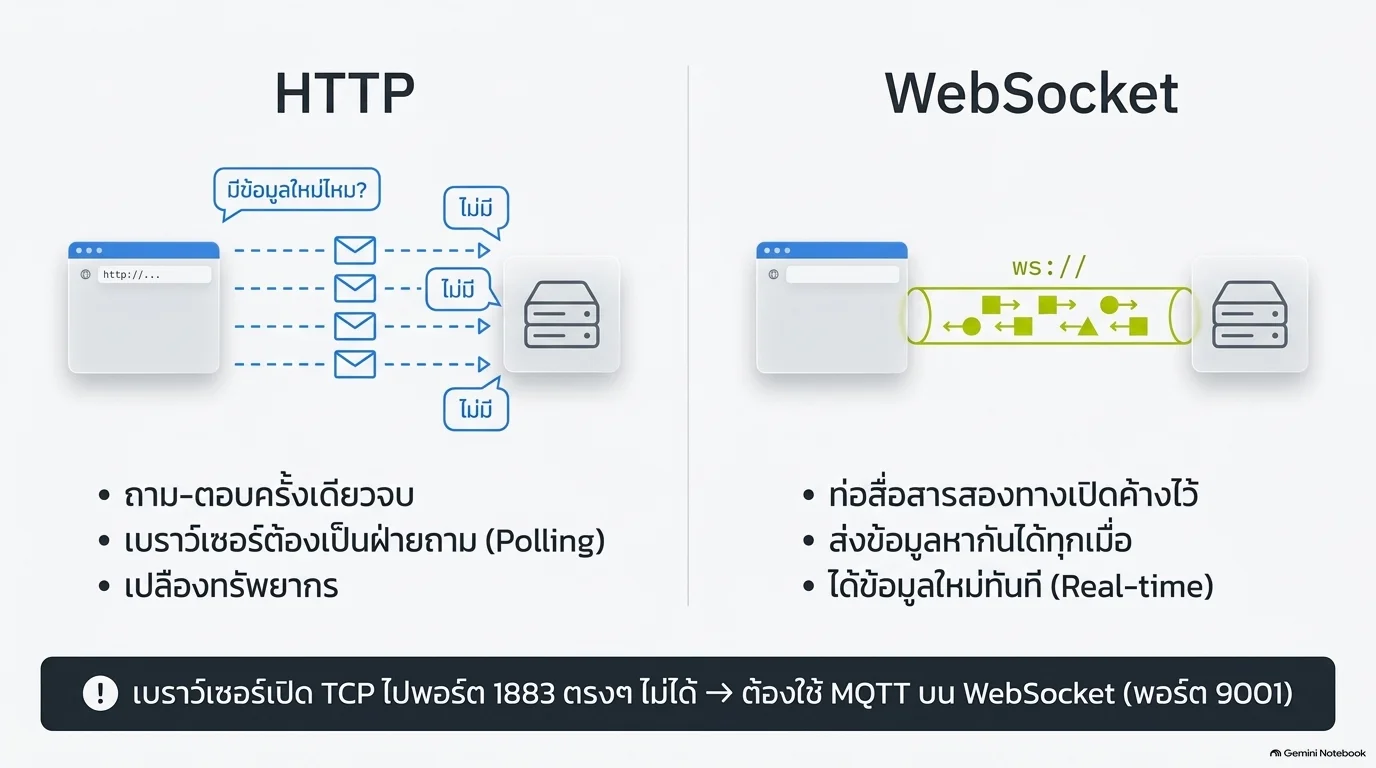 HTTP
มีข้อมูลใหม่ไหม?
ไม่มี
http://...
ไม่มี
ไม่มี
• ถาม-ตอบครั้งเดียวจบ
• เบราว์เซอร์ต้องเป็นฝ่ายถาม (Polling)
• เปลืองทรัพยากร
WebSocket
พร://
• ท่อสื่อสารสองทางเปิดค้างไว้
• ส่งข้อมูลหากันได้ทุกเมื่อ
• ได้ข้อมูลใหม่ทันที (Real-time)
! เบราว์เซอร์เปิด TCP ไปพอร์ต 1883 ตรงๆ ไม่ได้ → ต้องใช้ MQTT บน WebSocket (พอร์ต 9001)
Gemini Notebook